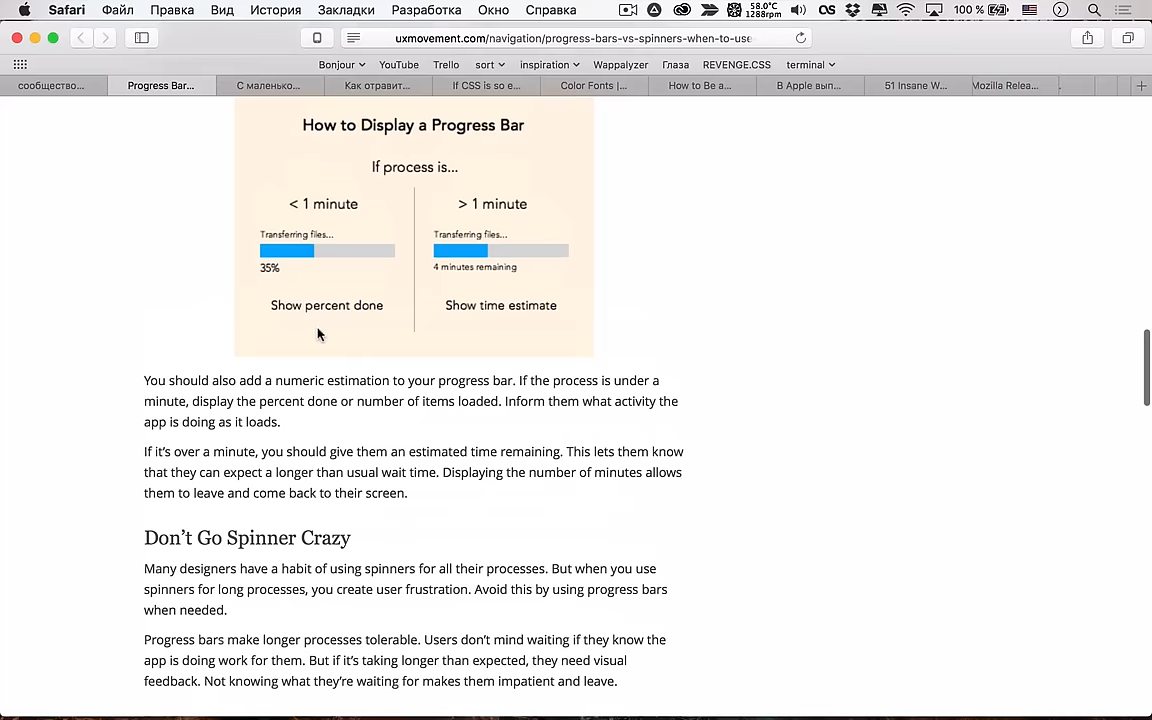 Safari Файл Правка Вид История Закладки Разработка Окно Справка 58.0°C 1288rpm 100 %
uxmovement.com/navigation/progress-bars-vs-spinners-when-to-use
Bonjour YouTube Trello sort inspiration Wappalyzer Глаза REVENGE.CSS terminal
сообщество... Progress Bar... С маленько... Как отравит... If CSS is so e... Color Fonts |... How to Be a... В Apple вып... 51 Insane W... Mozilla Relea...
How to Display a Progress Bar
If process is...
< 1 minute > 1 minute
Transferring files... Transferring files...
35% 4 minutes remaining
Show percent done Show time estimate
You should also add a numeric estimation to your progress bar. If the process is under a
minute, display the percent done or number of items loaded. Inform them what activity the
app is doing as it loads.
If it’s over a minute, you should give them an estimated time remaining. This lets them know
that they can expect a longer than usual wait time. Displaying the number of minutes allows
them to leave and come back to their screen.
Don’t Go Spinner Crazy
Many designers have a habit of using spinners for all their processes. But when you use
spinners for long processes, you create user frustration. Avoid this by using progress bars
when needed.
Progress bars make longer processes tolerable. Users don’t mind waiting if they know the
app is doing work for them. But if it’s taking longer than expected, they need visual
feedback. Not knowing what they’re waiting for makes them impatient and leave.